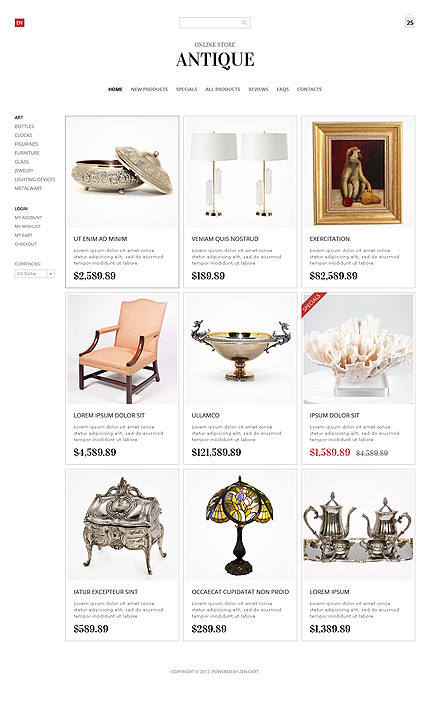 EN
25
ONLINE STORE
ANTIQUE
HOME NEW PRODUCTS SPECIALS ALL PRODUCTS REVIEWS FAQS CONTACTS
ART
BOTTLES
CLOCKS
FIGURINES
FURNITURE
GLASS
JEWELRY
LIGHTING DEVICES
METALWARE
LOGIN
MY ACCOUNT
MY WISHLIST
MY CART
CHECKOUT
CURRENCIES:
US Dollar
UT ENIM AD MINIM
Lorem ipsum dolor sit amet conse
ctetur adipisicing elit, sed do eiusmod
tempor incididunt ut labore
$2,589.89
VENIAM QUIS NOSTRUD
Lorem ipsum dolor sit amet conse
ctetur adipisicing elit, sed do eiusmod
tempor incididunt ut labore
$189.89
EXERCITATION
Lorem ipsum dolor sit amet conse
ctetur adipisicing elit, sed do eiusmod
tempor incididunt ut labore
$82,589.89
LOREM IPSUM DOLOR SIT
Lorem ipsum dolor sit amet conse
ctetur adipisicing elit, sed do eiusmod
tempor incididunt ut labore
$4,589.89
ULLAMCO
Lorem ipsum dolor sit amet conse
ctetur adipisicing elit, sed do eiusmod
tempor incididunt ut labore
$121,589.89
SPECIALS
IPSUM DOLOR SIT
Lorem ipsum dolor sit amet conse
ctetur adipisicing elit, sed do eiusmod
tempor incididunt ut labore
$1,589.89 $4,589.89
IATUR EXCEPTEUR SINT
Lorem ipsum dolor sit amet conse
ctetur adipisicing elit, sed do eiusmod
tempor incididunt ut labore
$589.89
OCCAECAT CUPIDATAT NON PROID
Lorem ipsum dolor sit amet conse
ctetur adipisicing elit, sed do eiusmod
tempor incididunt ut labore
$289.89
LOREM IPSUM
Lorem ipsum dolor sit amet conse
ctetur adipisicing elit, sed do eiusmod
tempor incididunt ut labore
$1,389.89
COPYRIGHT © 2012. POWERED BY ZEN CART